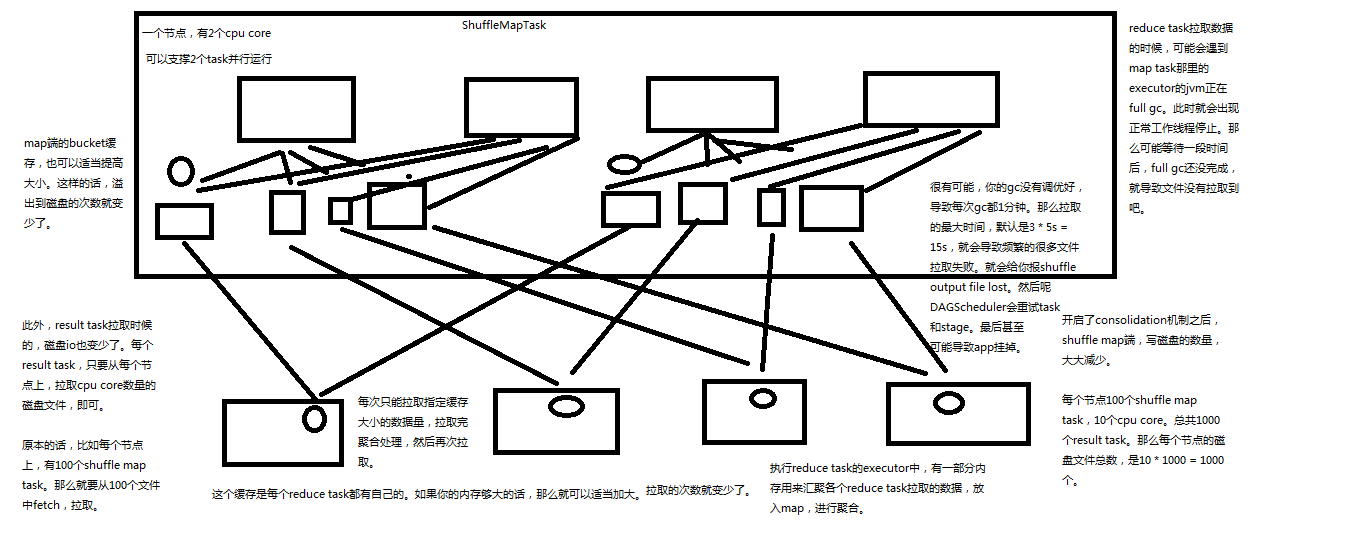 一个节点，有2个cpu core
可以支撑2个task并行运行
ShuffleMapTask
reduce task拉取数据
的时候，可能会遇到
map task那里的
executor的jvm正在
full gc。此时就会出现
正常工作线程停止。那
么可能等待一段时间
后，full gc还没完成，
就导致文件没有拉取到
吧。
map端的bucket缓
存，也可以适当提高
大小。这样的话，溢
出到磁盘的次数就变
少了。
很有可能，你的gc没有调优好，
导致每次gc都1分钟。那么拉取
的最大时间，默认是3 * 5s =
15s，就会导致频繁的很多文件
拉取失败。就会给你报shuffle
output file lost。然后呢
DAGScheduler会重试task
和stage。最后甚至
可能导致app挂掉。
此外，result task拉取时候
的，磁盘io也变少了。每个
result task，只要从每个节
点上，拉取cpu core数量的
磁盘文件，即可。
原本的话，比如每个节点
上，有100个shuffle map
task。那么就要从100个文件
中fetch，拉取。
开启了consolidation机制之后，
shuffle map端，写磁盘的数量，
大大减少。
每个节点100个shuffle map
task，10个cpu core。总共1000
个result task。那么每个节点的磁
盘文件总数，是10 * 1000 = 1000
个。
每次只能拉取指定缓存
大小的数据量，拉取完
聚合处理，然后再次拉
取。
这个缓存是每个reduce task都有自己的。如果你的内存够大的话，那么就可以适当加大。拉取的次数就变少了。
执行reduce task的executor中，有一部分内
存用来汇聚各个reduce task拉取的数据，放
入map，进行聚合。